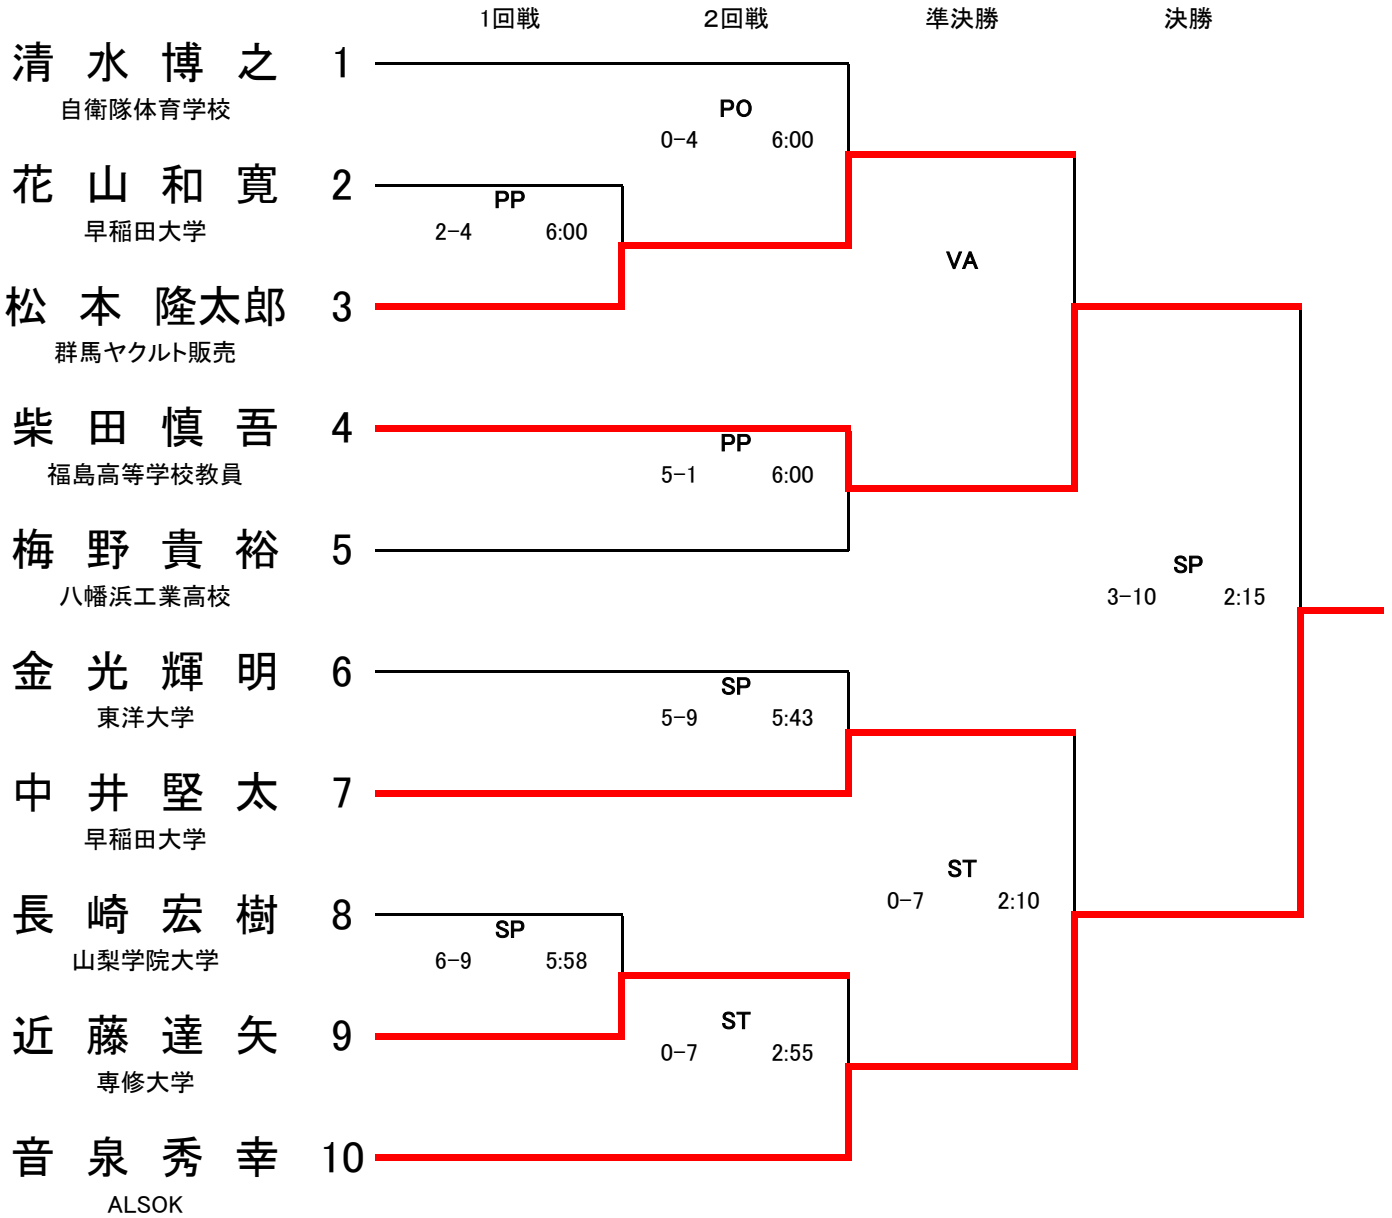 1回戦 2回戦 準決勝 決勝
清水博之 1
自衛隊体育学校
PO
0-4 6:00
花山和寛 2
早稲田大学
PP
2-4 6:00
VA
松本隆太郎 3
群馬ヤクルト販売
柴田慎吾 4
福島高等学校教員
PP
5-1 6:00
梅野貴裕 5
八幡浜工業高校
SP
3-10 2:15
金光輝明 6
東洋大学
SP
5-9 5:43
中井堅太 7
早稲田大学
ST
0-7 2:10
長崎宏樹 8
山梨学院大学
SP
6-9 5:58
近藤達矢 9
専修大学
ST
0-7 2:55
音泉秀幸 10
ALSOK